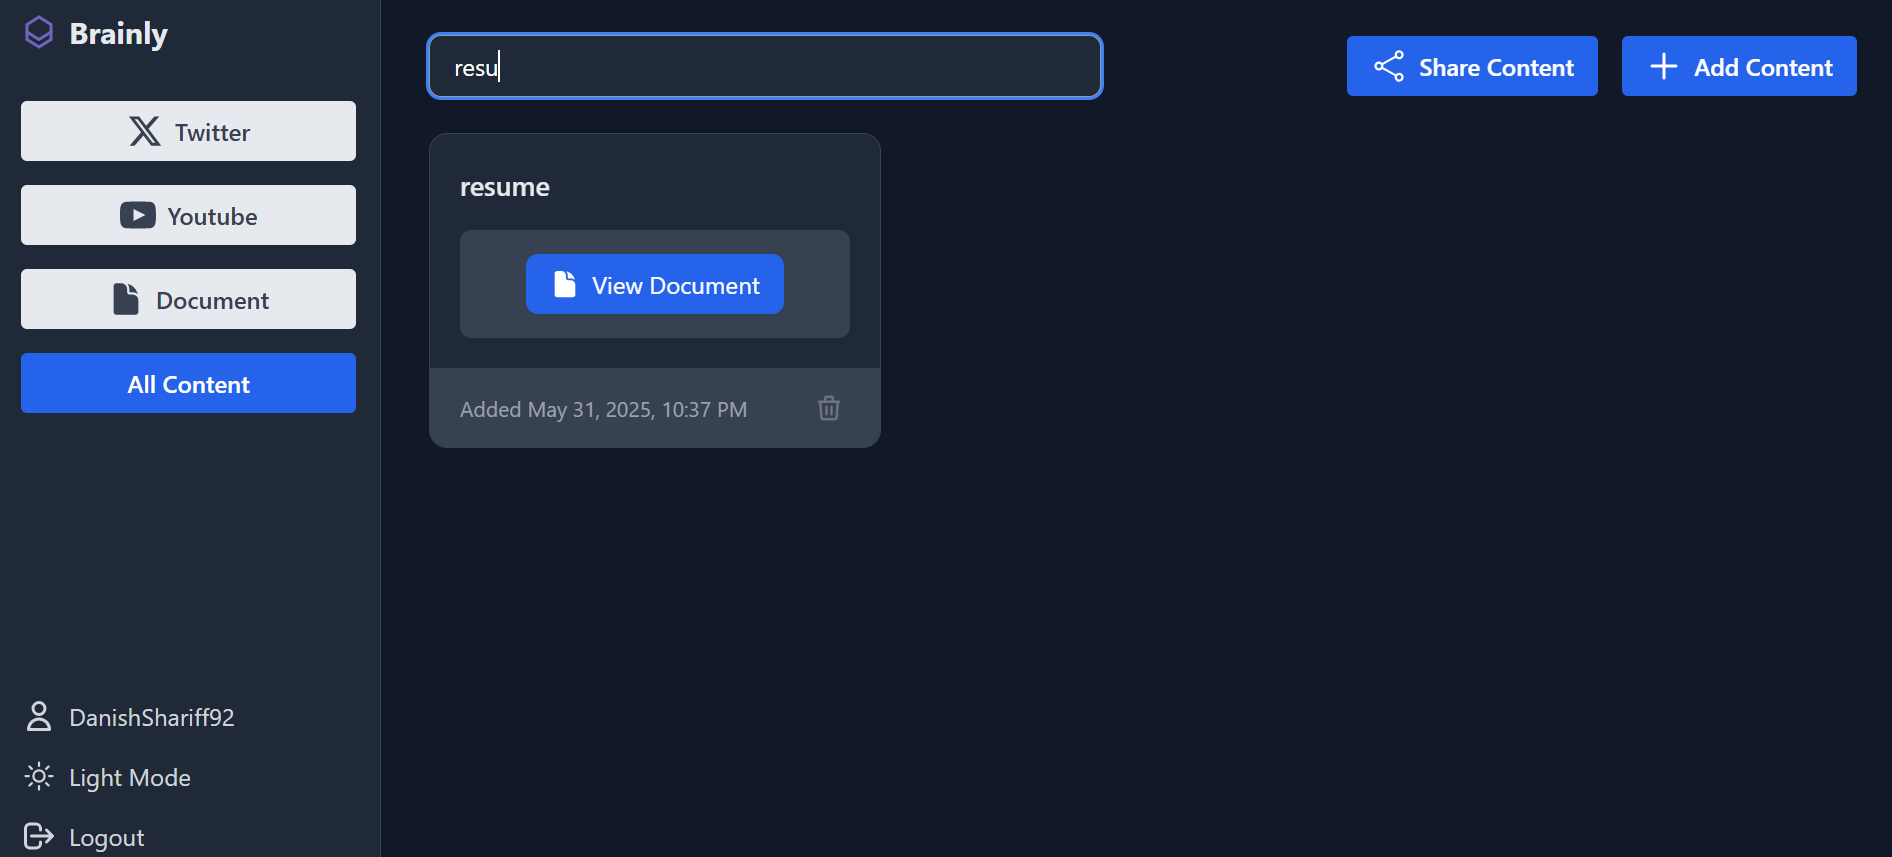 Brainly
Twitter
Youtube
Document
All Content
DanishShariff92
Light Mode
Logout
resu
Share Content
Add Content
resume
View Document
Added May 31, 2025, 10:37 PM